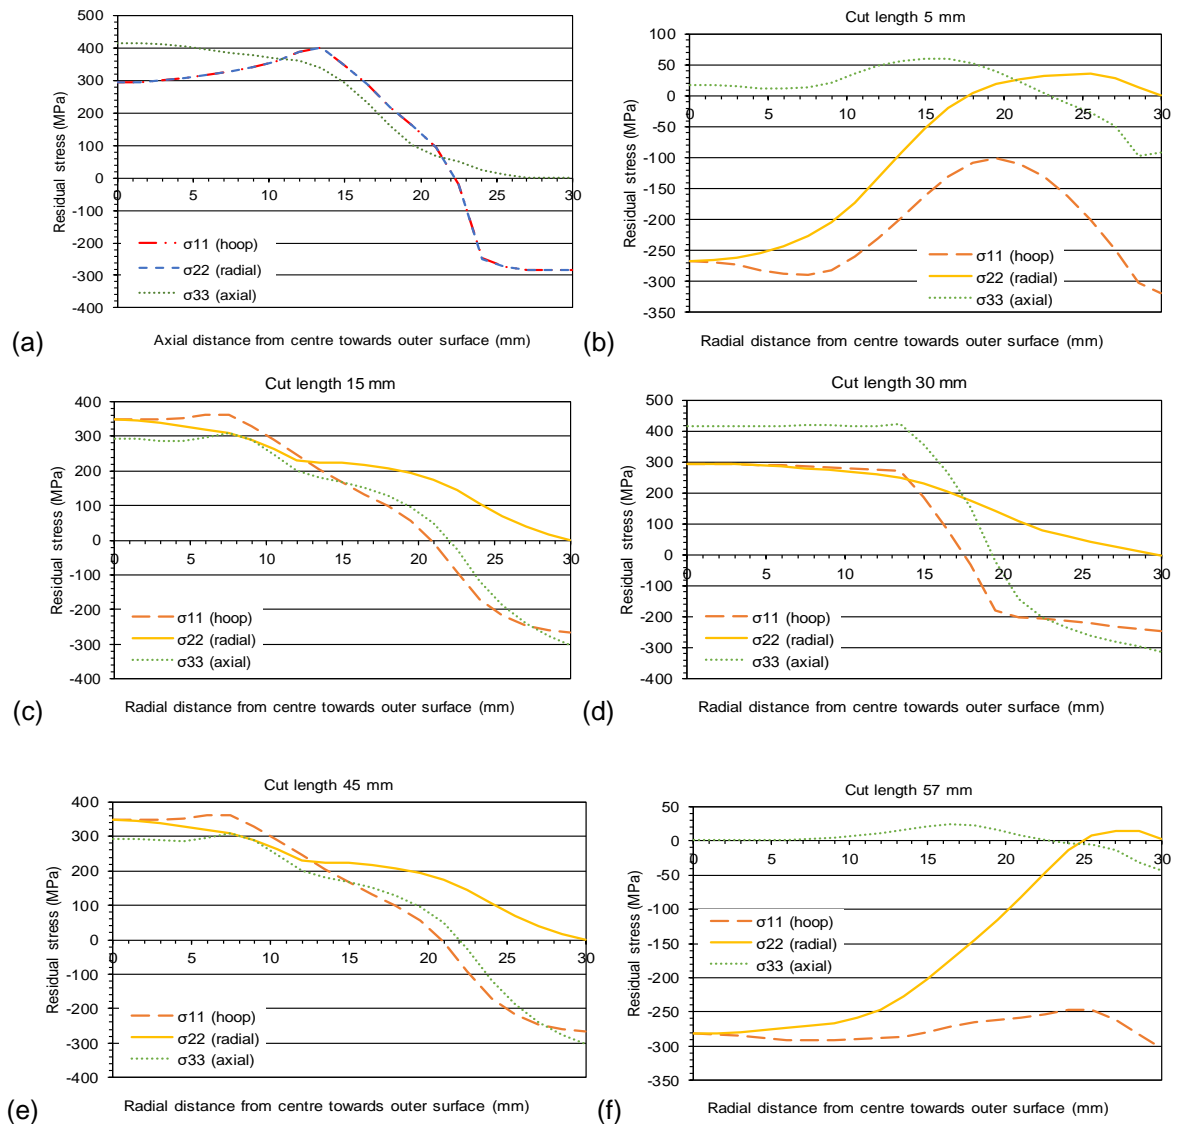 500
400
300
200
100
0
-100
-200
-300
-400
0
5
10
15
20
25
30
Residual stress (MPa)
σ11 (hoop)
σ22 (radial)
σ33 (axial)
Axial distance from centre towards outer surface (mm)
(a)
Cut length 5 mm
100
50
0
-50
-100
-150
-200
-250
-300
-350
0
5
10
15
20
25
30
Residual stress (MPa)
σ11 (hoop)
σ22 (radial)
σ33 (axial)
Radial distance from centre towards outer surface (mm)
(b)
Cut length 15 mm
400
300
200
100
0
-100
-200
-300
-400
0
5
10
15
20
25
30
Residual stress (MPa)
σ11 (hoop)
σ22 (radial)
σ33 (axial)
Radial distance from centre towards outer surface (mm)
(c)
Cut length 30 mm
500
400
300
200
100
0
-100
-200
-300
-400
0
5
10
15
20
25
30
Residual stress (MPa)
σ11 (hoop)
σ22 (radial)
σ33 (axial)
Radial distance from centre towards outer surface (mm)
(d)
Cut length 45 mm
400
300
200
100
0
-100
-200
-300
-400
0
5
10
15
20
25
30
Residual stress (MPa)
σ11 (hoop)
σ22 (radial)
σ33 (axial)
Radial distance from centre towards outer surface (mm)
(e)
Cut length 57 mm
50
0
-50
-100
-150
-200
-250
-300
-350
0
5
10
15
20
25
30
Residual stress (MPa)
σ11 (hoop)
σ22 (radial)
σ33 (axial)
Radial distance from centre towards outer surface (mm)
(f)